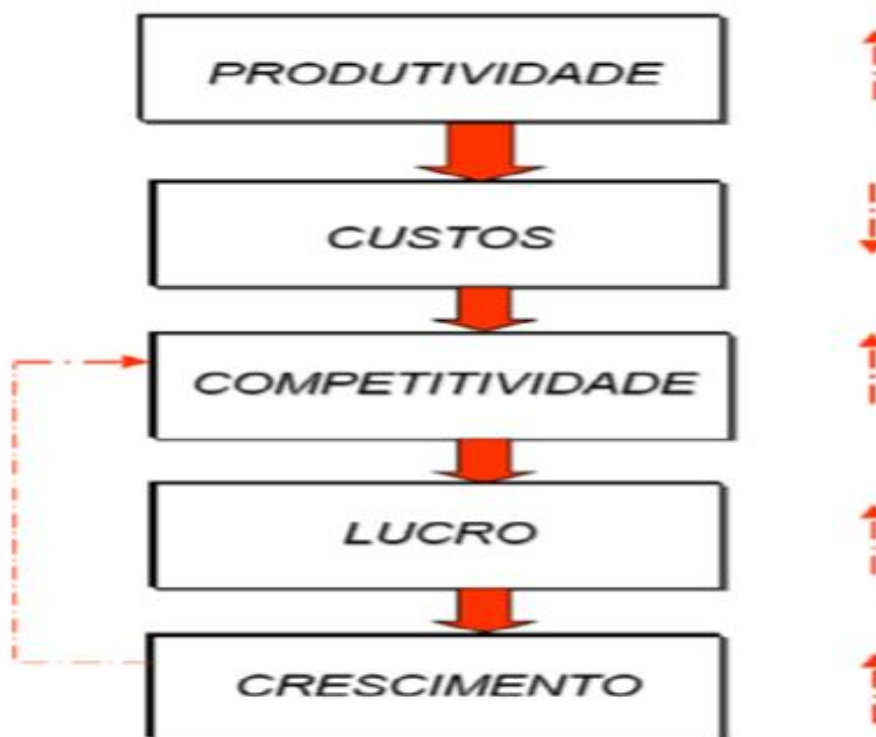 PRODUTIVIDADE
CUSTOS
COMPETITIVIDADE
LUCRO
CRESCIMENTO